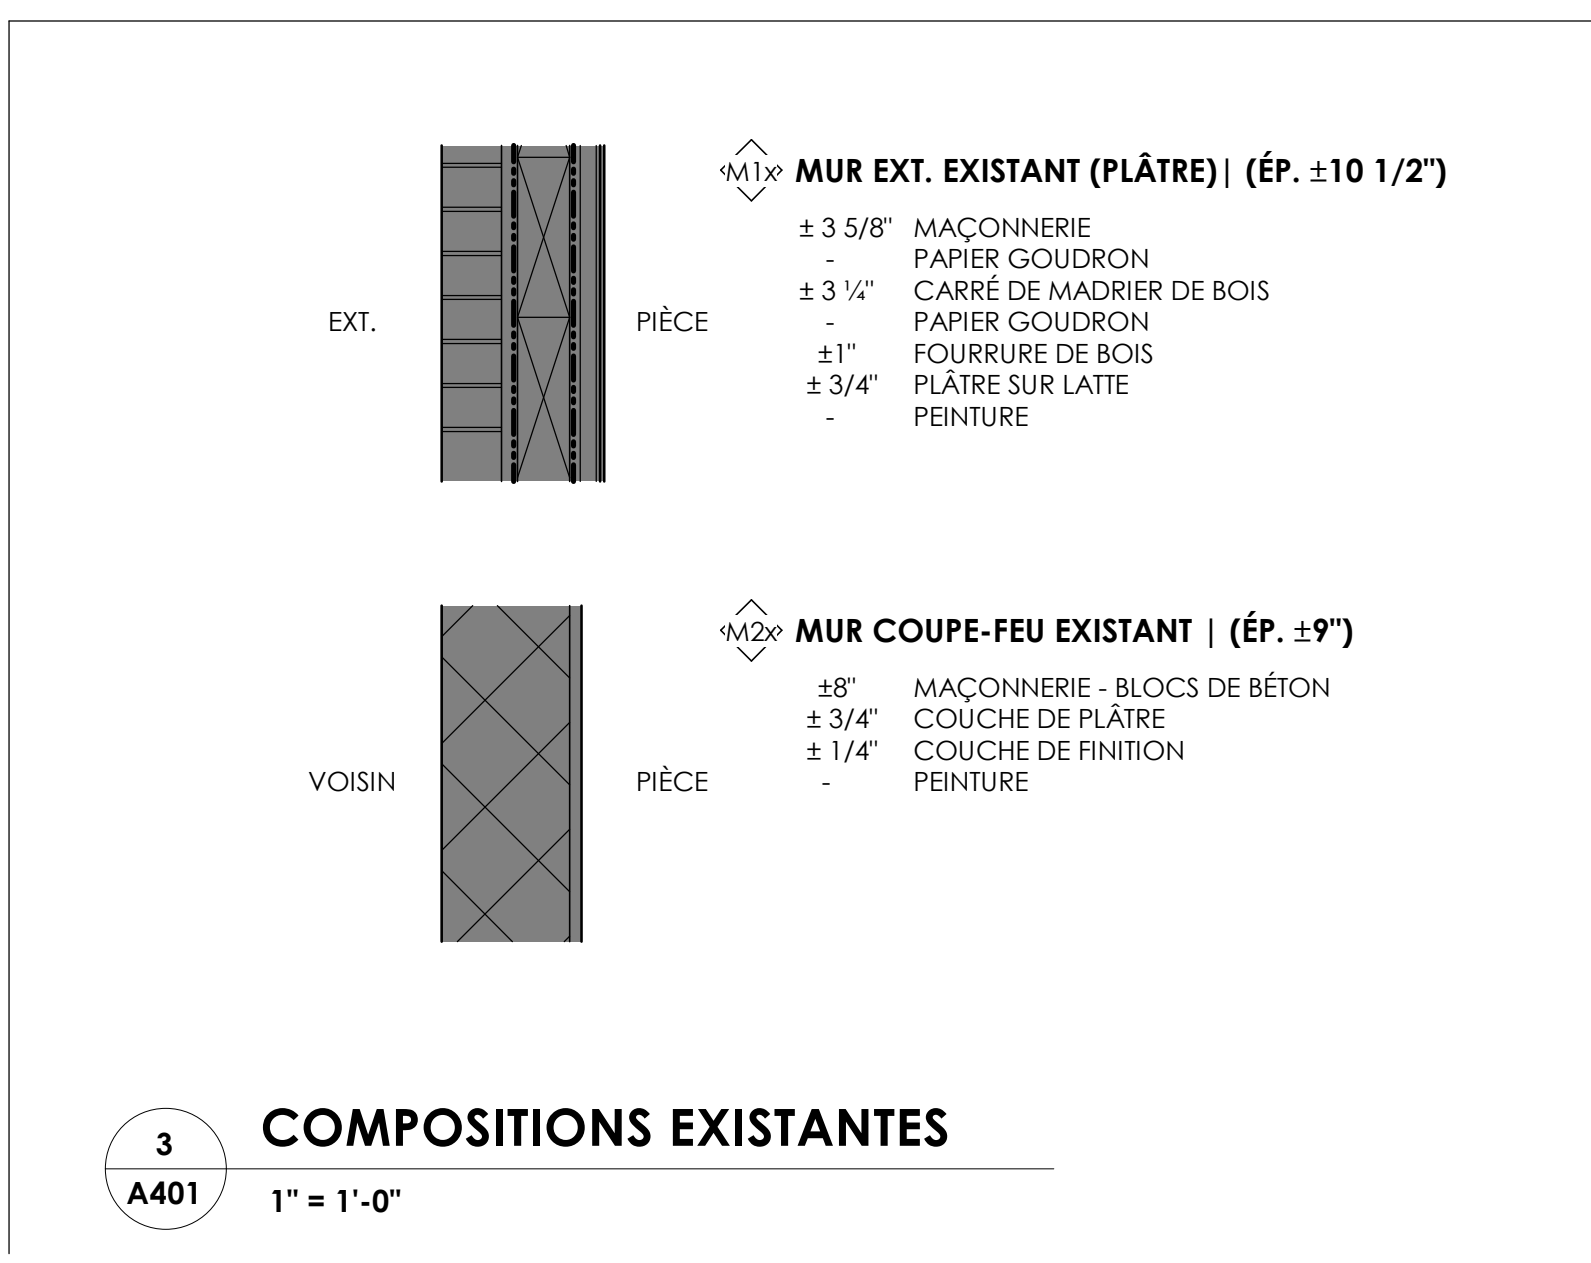 M1x MUR EXT. EXISTANT (PLÂTRE)| (ÉP. ±10 1/2")
± 3 5/8" MAÇONNERIE
- PAPIER GOUDRON
± 3 ¼" CARRÉ DE MADRIER DE BOIS
EXT. PIÈCE - PAPIER GOUDRON
±1" FOURRURE DE BOIS
± 3/4" PLÂTRE SUR LATTE
- PEINTURE
M2x MUR COUPE-FEU EXISTANT | (ÉP. ±9")
±8" MAÇONNERIE - BLOCS DE BÉTON
± 3/4" COUCHE DE PLÂTRE
± 1/4" COUCHE DE FINITION
VOISIN PIÈCE - PEINTURE
3 COMPOSITIONS EXISTANTES
A401 1" = 1'-0"